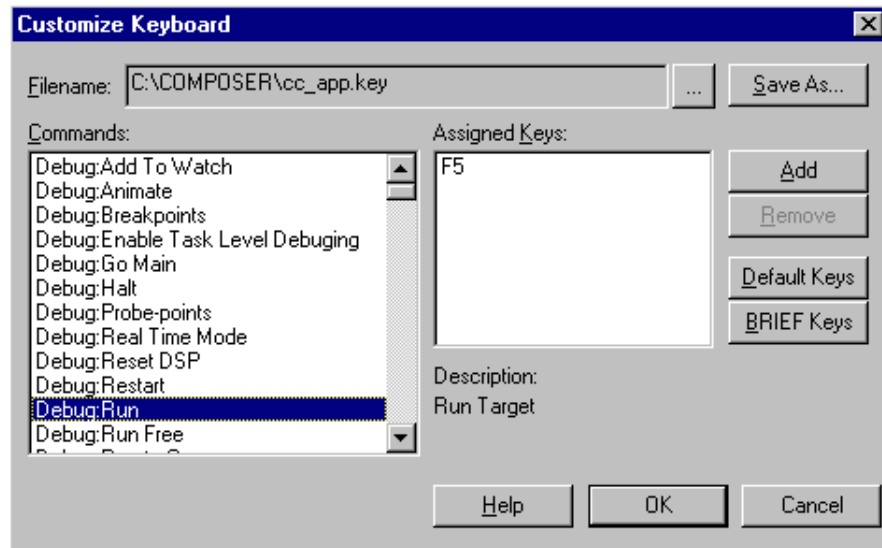 Customize Keyboard
Filename: C:\COMPOSER\cc_app.key ... Save As...
Commands:
Debug:Add To Watch
Debug:Animate
Debug:Breakpoints
Debug:Enable Task Level Debuging
Debug:Go Main
Debug:Halt
Debug:Probe-points
Debug:Real Time Mode
Debug:Reset DSP
Debug:Restart
Debug:Run
Debug:Run Free
Assigned Keys:
F5
Add
Remove
Default Keys
BRIEF Keys
Description:
Run Target
Help OK Cancel